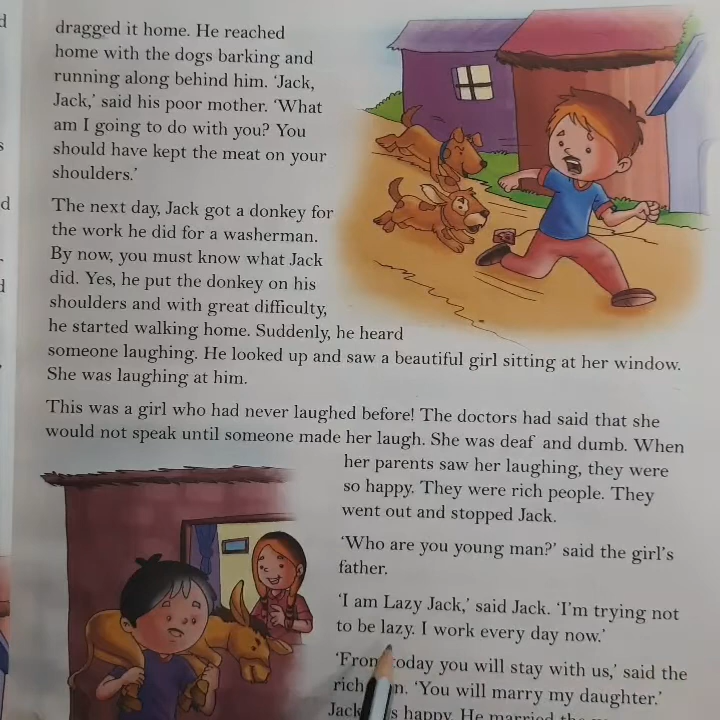 dragged it home. He reached
home with the dogs barking and
running along behind him. 'Jack,
Jack,' said his poor mother. 'What
am I going to do with you? You
should have kept the meat on your
shoulders.'
The next day, Jack got a donkey for
the work he did for a washerman.
By now, you must know what Jack
did. Yes, he put the donkey on his
shoulders and with great difficulty,
he started walking home. Suddenly, he heard
someone laughing. He looked up and saw a beautiful girl sitting at her window.
She was laughing at him.
This was a girl who had never laughed before! The doctors had said that she
would not speak until someone made her laugh. She was deaf and dumb. When
her parents saw her laughing, they were
so happy. They were rich people. They
went out and stopped Jack.
'Who are you young man?' said the girl's
father.
'I am Lazy Jack,' said Jack. 'I'm trying not
to be lazy. I work every day now.'
'From today you will stay with us,' said the
rich 'You will marry my daughter.'
Jack happy. He married the